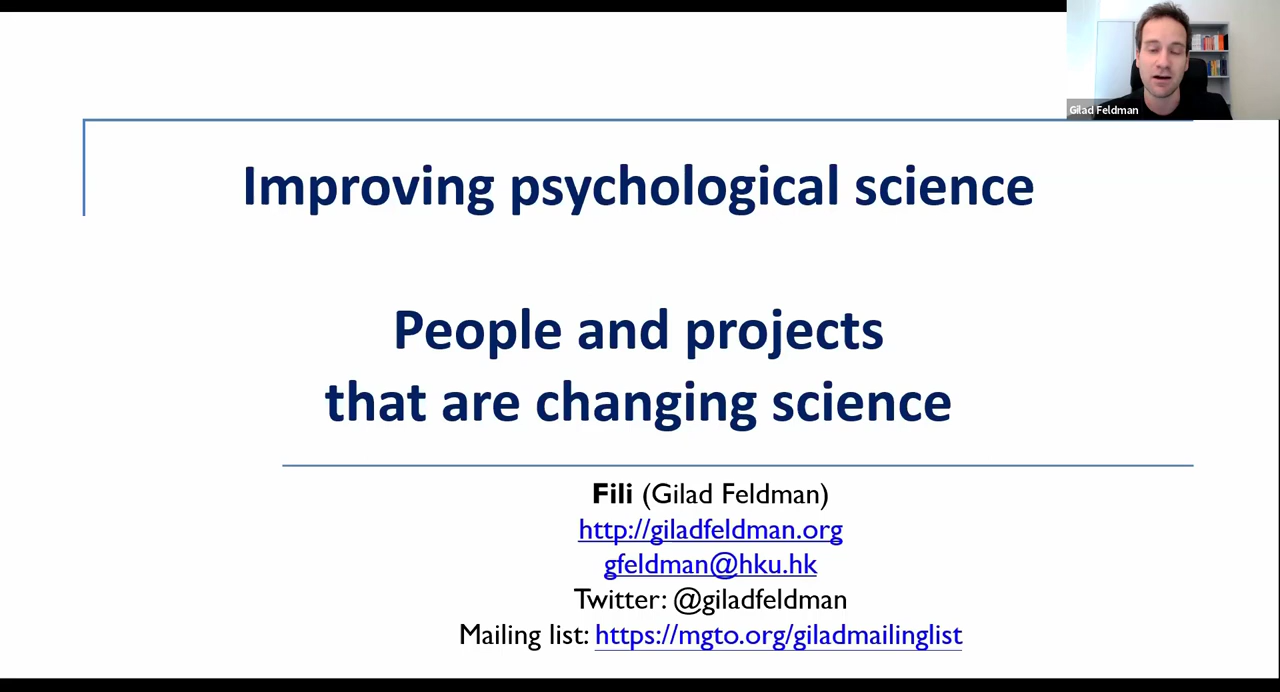 Gilad Feldman
Improving psychological science
People and projects
that are changing science
Fili (Gilad Feldman)
http://giladfeldman.org
gfeldman@hku.hk
Twitter: @giladfeldman
Mailing list: https://mgto.org/giladmailinglist